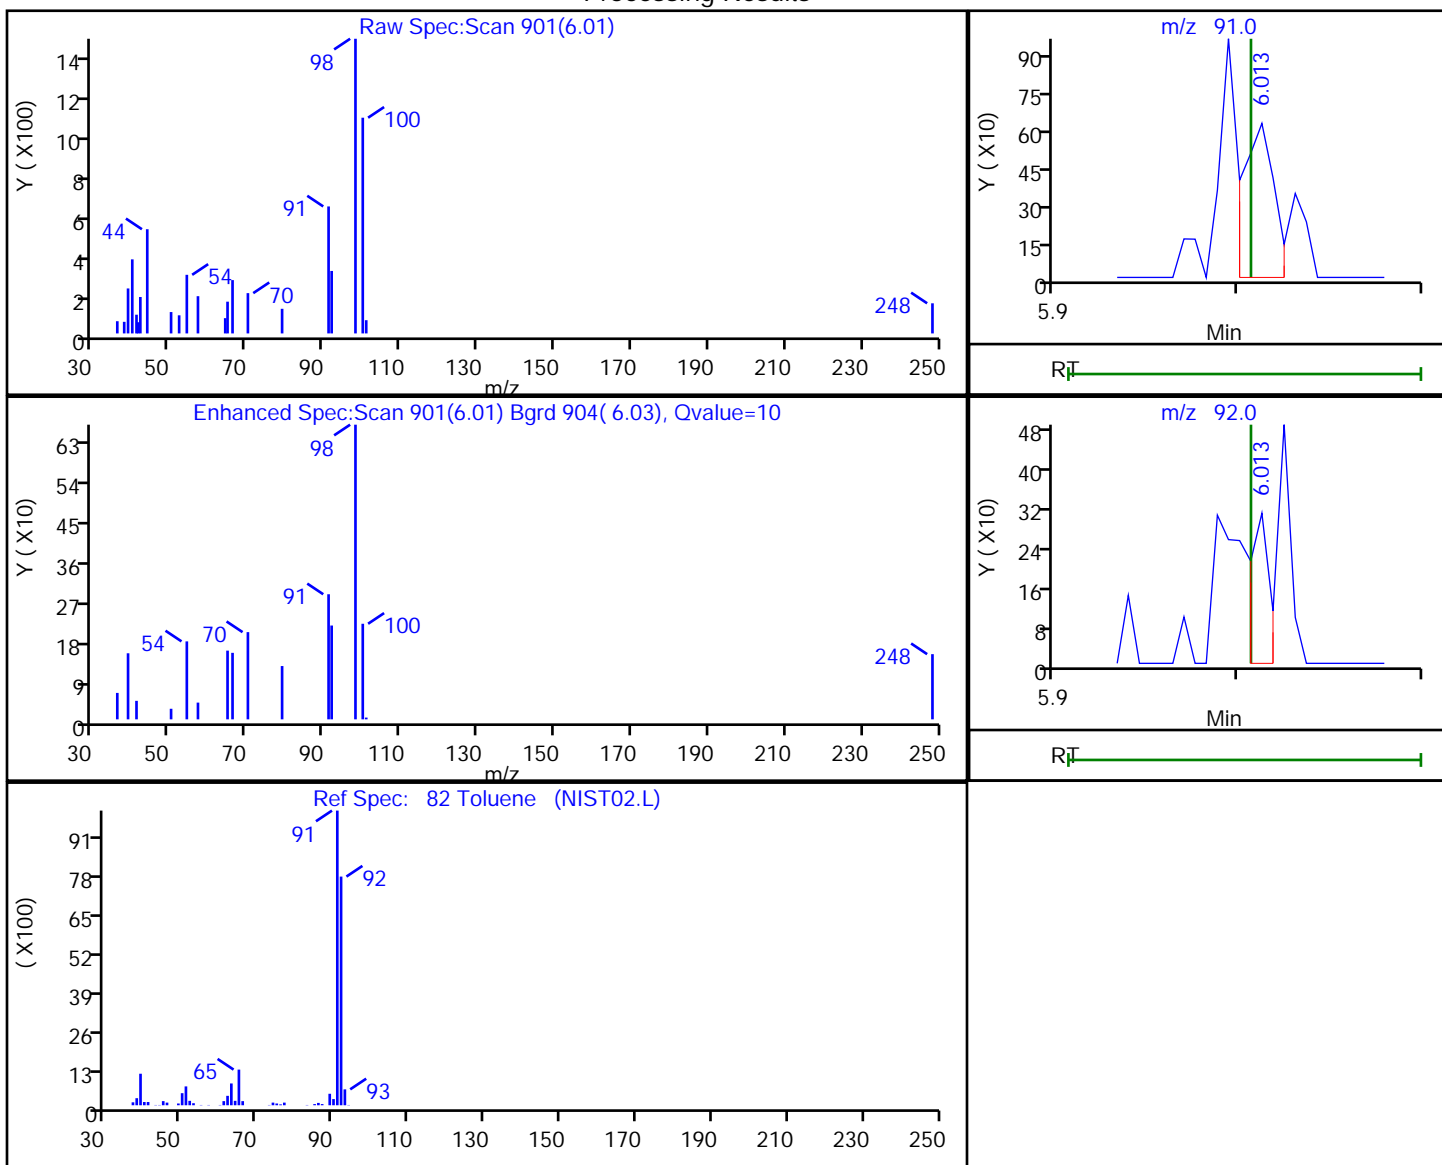 Processing Results
Raw Spec:Scan 901(6.01)
Y ( X100)
14
12
10
8
6
4
2
0
98
100
91
44
54
70
248
30 50 70 90 110 130 150 170 190 210 230 250
m/z
m/z 91.0
Y ( X10)
90
75
60
45
30
15
0
6.013
5.9
Min
RT
Enhanced Spec:Scan 901(6.01) Bgrd 904( 6.03), Qvalue=10
Y ( X10)
63
54
45
36
27
18
9
0
98
91
100
54
70
248
30 50 70 90 110 130 150 170 190 210 230 250
m/z
m/z 92.0
Y ( X10)
48
40
32
24
16
8
0
6.013
5.9
Min
RT
Ref Spec: 82 Toluene (NIST02.L)
( X100)
91
78
65
52
39
26
13
0
91
92
65
93
30 50 70 90 110 130 150 170 190 210 230 250